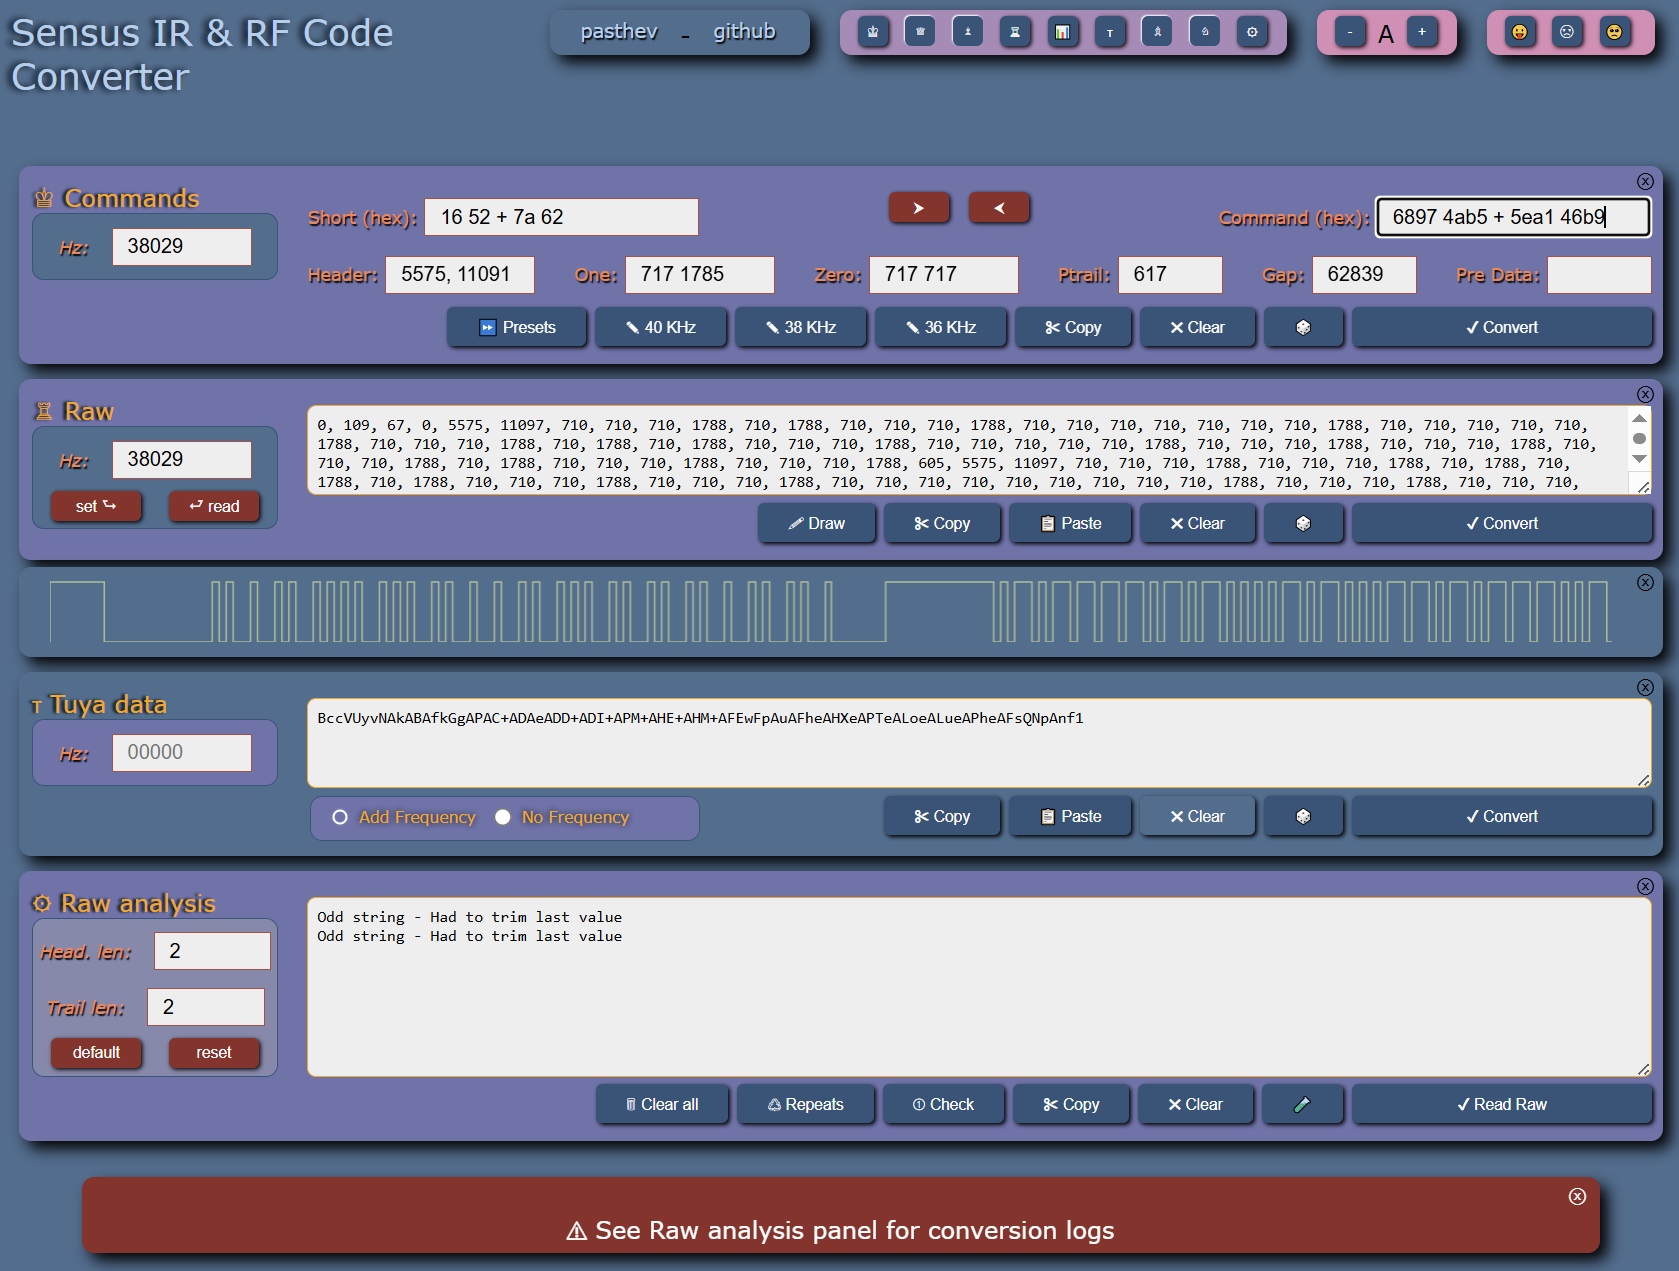 Sensus IR & RF Code Converter
pasthev - github
- A +
Commands
Hz: 38029
Short (hex): 16 52 + 7a 62
Command (hex): 6897 4ab5 + 5ea1 46b9
Header: 5575, 11091 One: 717 1785 Zero: 717 717 Ptrail: 617 Gap: 62839 Pre Data:
Presets 40 KHz 38 KHz 36 KHz Copy Clear Convert
Raw
Hz: 38029
set read
0, 109, 67, 0, 5575, 11097, 710, 710, 710, 1788, 710, 1788, 710, 710, 710, 1788, 710, 710, 710, 710, 710, 710, 710, 1788, 710, 710, 710, 710, 710,
1788, 710, 710, 710, 1788, 710, 1788, 710, 1788, 710, 710, 710, 1788, 710, 710, 710, 710, 710, 1788, 710, 710, 710, 1788, 710, 710, 710, 1788, 710,
710, 710, 1788, 710, 1788, 710, 710, 710, 1788, 710, 710, 710, 1788, 605, 5575, 11097, 710, 710, 710, 1788, 710, 710, 710, 1788, 710, 1788, 710,
1788, 710, 1788, 710, 710, 710, 1788, 710, 710, 710, 1788, 710, 710, 710, 710, 710, 710, 710, 710, 710, 1788, 710, 710, 710, 1788, 710, 710, 710,
Draw Copy Paste Clear Convert
T Tuya data
Hz: 00000
BccVUyvNAkABAfkGgAPAC+ADAeADD+ADI+APM+AHE+AHM+AFEwFpAuAFheAHXeAPTeALoeALueAPheAFsQNpAnf1
Add Frequency No Frequency
Copy Paste Clear Convert
Raw analysis
Head. len: 2
Trail len: 2
default reset
Odd string - Had to trim last value
Odd string - Had to trim last value
Clear all Repeats Check Copy Clear Read Raw
⚠ See Raw analysis panel for conversion logs